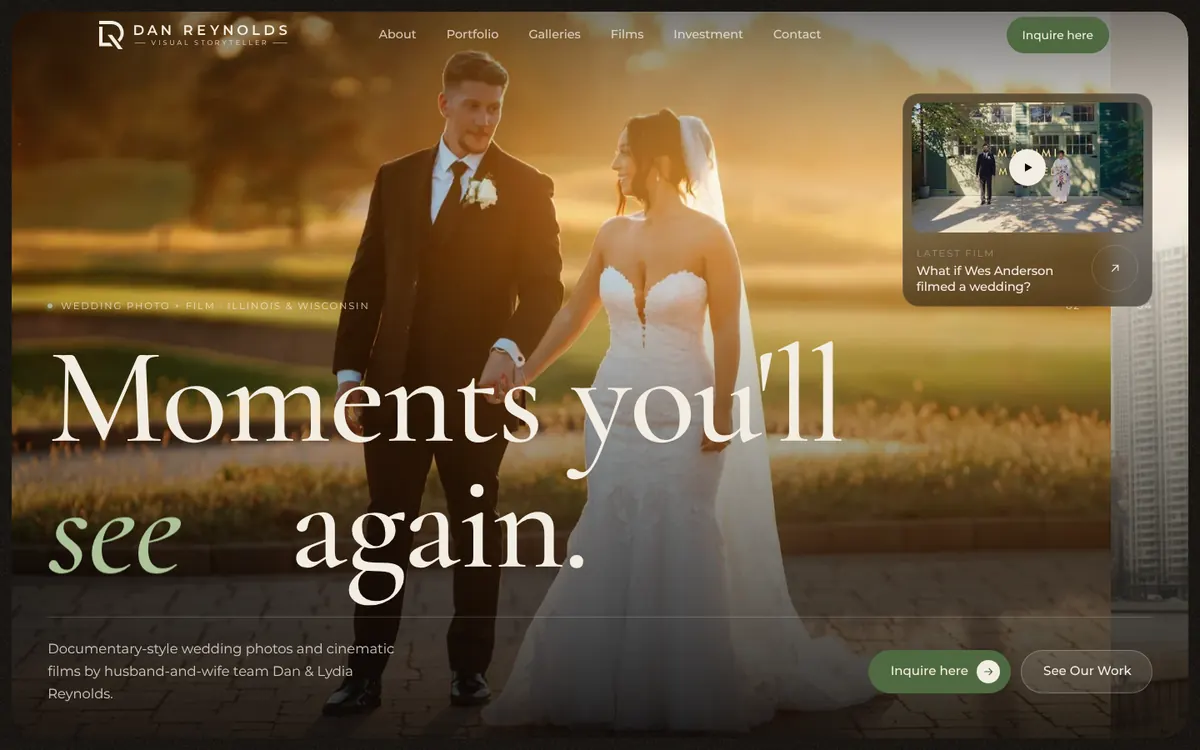 DAN REYNOLDS
VISUAL STORYTELLER
About
Portfolio
Galleries
Films
Investment
Contact
Inquire here
LATEST FILM
What if Wes Anderson
filmed a wedding?
WEDDING PHOTO + FILM · ILLINOIS & WISCONSIN
Moments you'll
see again.
Documentary-style wedding photos and cinematic
films by husband-and-wife team Dan & Lydia
Reynolds.
Inquire here
See Our Work